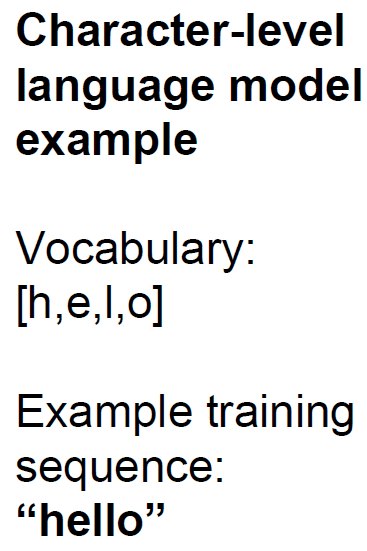 Character-level
language model
example
Vocabulary:
[h,e,l,o]
Example training
sequence:
“hello”